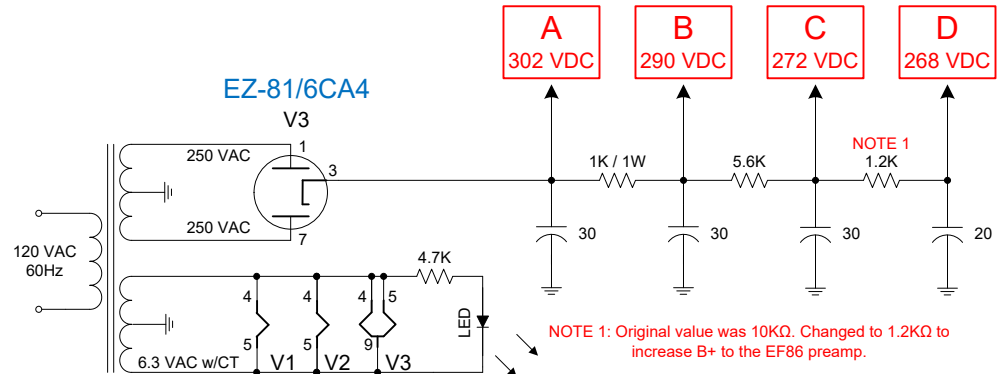 A
302 VDC
B
290 VDC
C
272 VDC
D
268 VDC
EZ-81/6CA4
V3
1
250 VAC
3
250 VAC
7
NOTE 1
1K / 1W
5.6K
1.2K
30
30
30
20
120 VAC
60Hz
4.7K
4
4
4
5
5
5
9
LED
6.3 VAC w/CT
V1
V2
V3
NOTE 1: Original value was 10KΩ. Changed to 1.2KΩ to
increase B+ to the EF86 preamp.